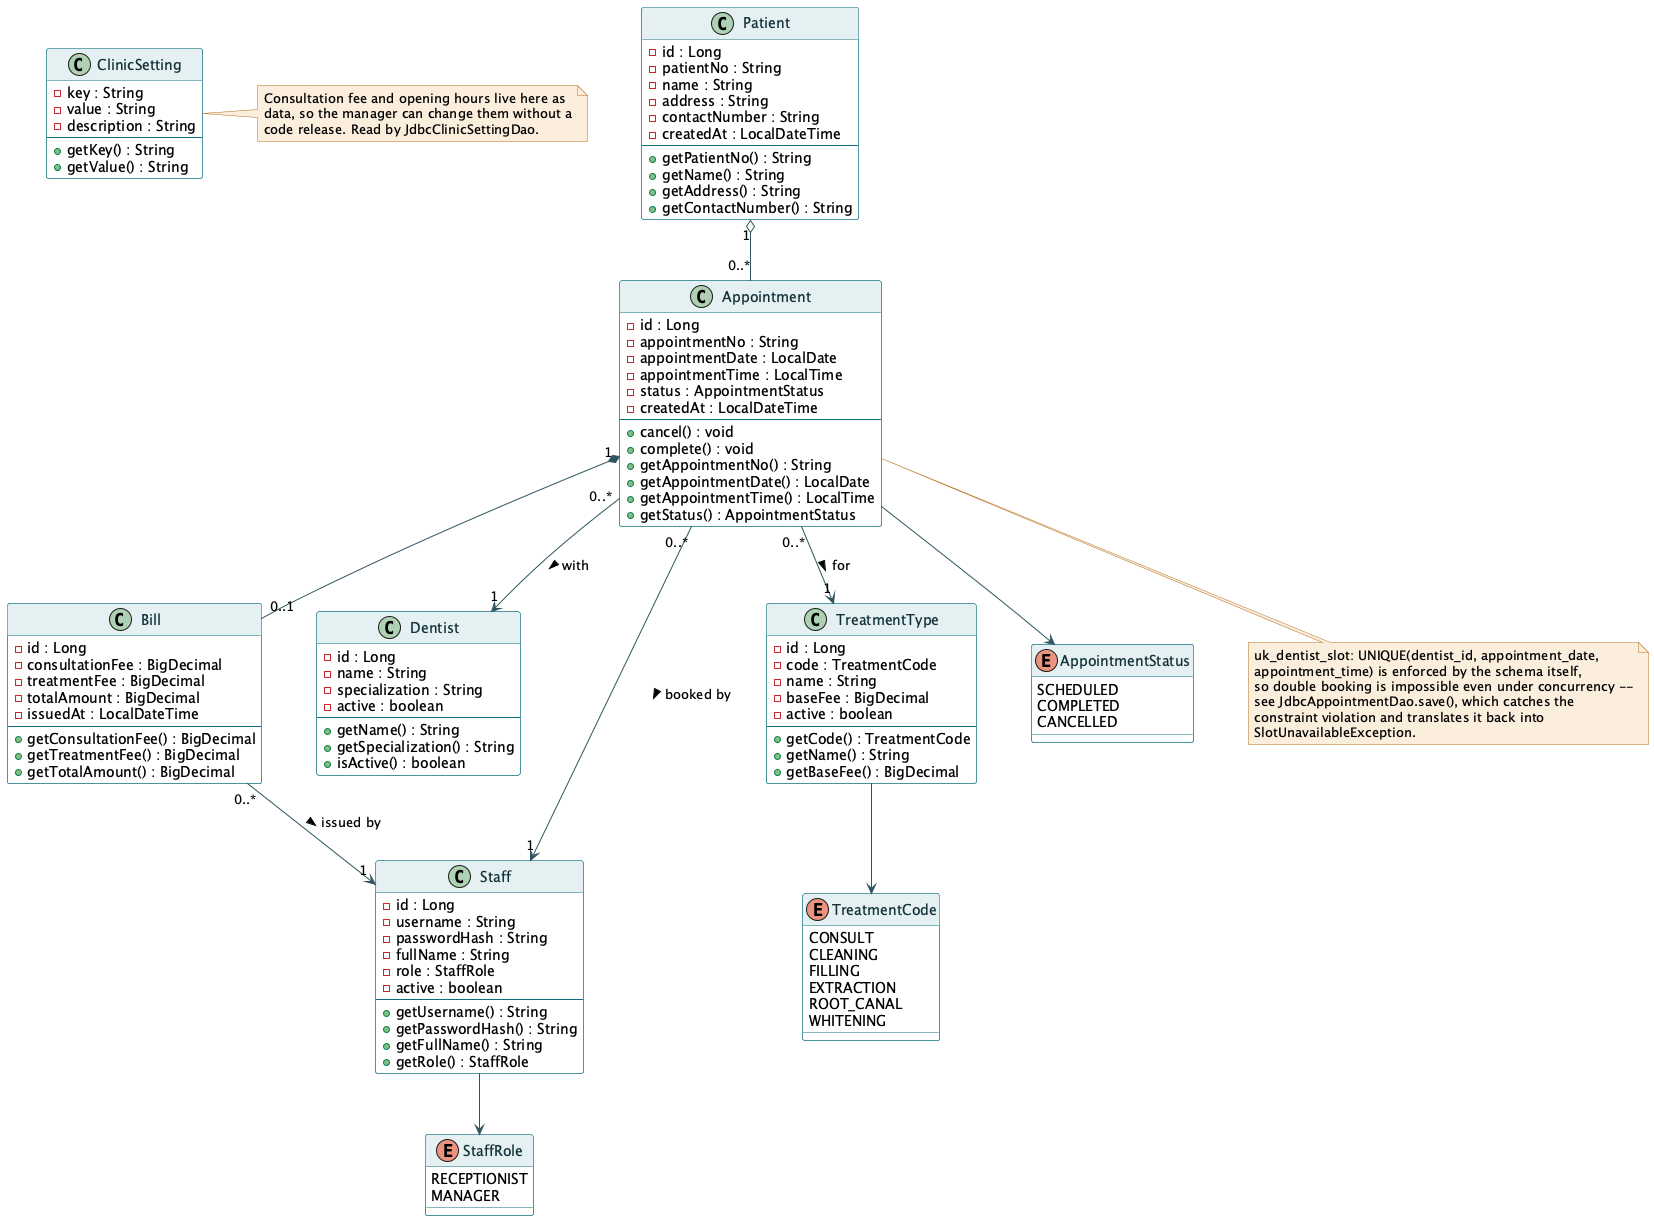 C Patient
id : Long
patientNo : String
name : String
address : String
contactNumber : String
createdAt : LocalDateTime
getPatientNo() : String
getName() : String
getAddress() : String
getContactNumber() : String
C ClinicSetting
key : String
value : String
description : String
getKey() : String
getValue() : String
Consultation fee and opening hours live here as
data, so the manager can change them without a
code release. Read by JdbcClinicSettingDao.
1
0..*
C Appointment
id : Long
appointmentNo : String
appointmentDate : LocalDate
appointmentTime : LocalTime
status : AppointmentStatus
createdAt : LocalDateTime
cancel() : void
complete() : void
getAppointmentNo() : String
getAppointmentDate() : LocalDate
getAppointmentTime() : LocalTime
getStatus() : AppointmentStatus
1
0..*
0..*
0..*
with
for
0..1
1
1
booked by
C Bill
id : Long
consultationFee : BigDecimal
treatmentFee : BigDecimal
totalAmount : BigDecimal
issuedAt : LocalDateTime
getConsultationFee() : BigDecimal
getTreatmentFee() : BigDecimal
getTotalAmount() : BigDecimal
C Dentist
id : Long
name : String
specialization : String
active : boolean
getName() : String
getSpecialization() : String
isActive() : boolean
C TreatmentType
id : Long
code : TreatmentCode
name : String
baseFee : BigDecimal
active : boolean
getCode() : TreatmentCode
getName() : String
getBaseFee() : BigDecimal
E AppointmentStatus
SCHEDULED
COMPLETED
CANCELLED
uk_dentist_slot: UNIQUE(dentist_id, appointment_date,
appointment_time) is enforced by the schema itself,
so double booking is impossible even under concurrency --
see JdbcAppointmentDao.save(), which catches the
constraint violation and translates it back into
SlotUnavailableException.
0..*
issued by
1
1
C Staff
id : Long
username : String
passwordHash : String
fullName : String
role : StaffRole
active : boolean
getUsername() : String
getPasswordHash() : String
getFullName() : String
getRole() : StaffRole
E TreatmentCode
CONSULT
CLEANING
FILLING
EXTRACTION
ROOT_CANAL
WHITENING
E StaffRole
RECEPTIONIST
MANAGER